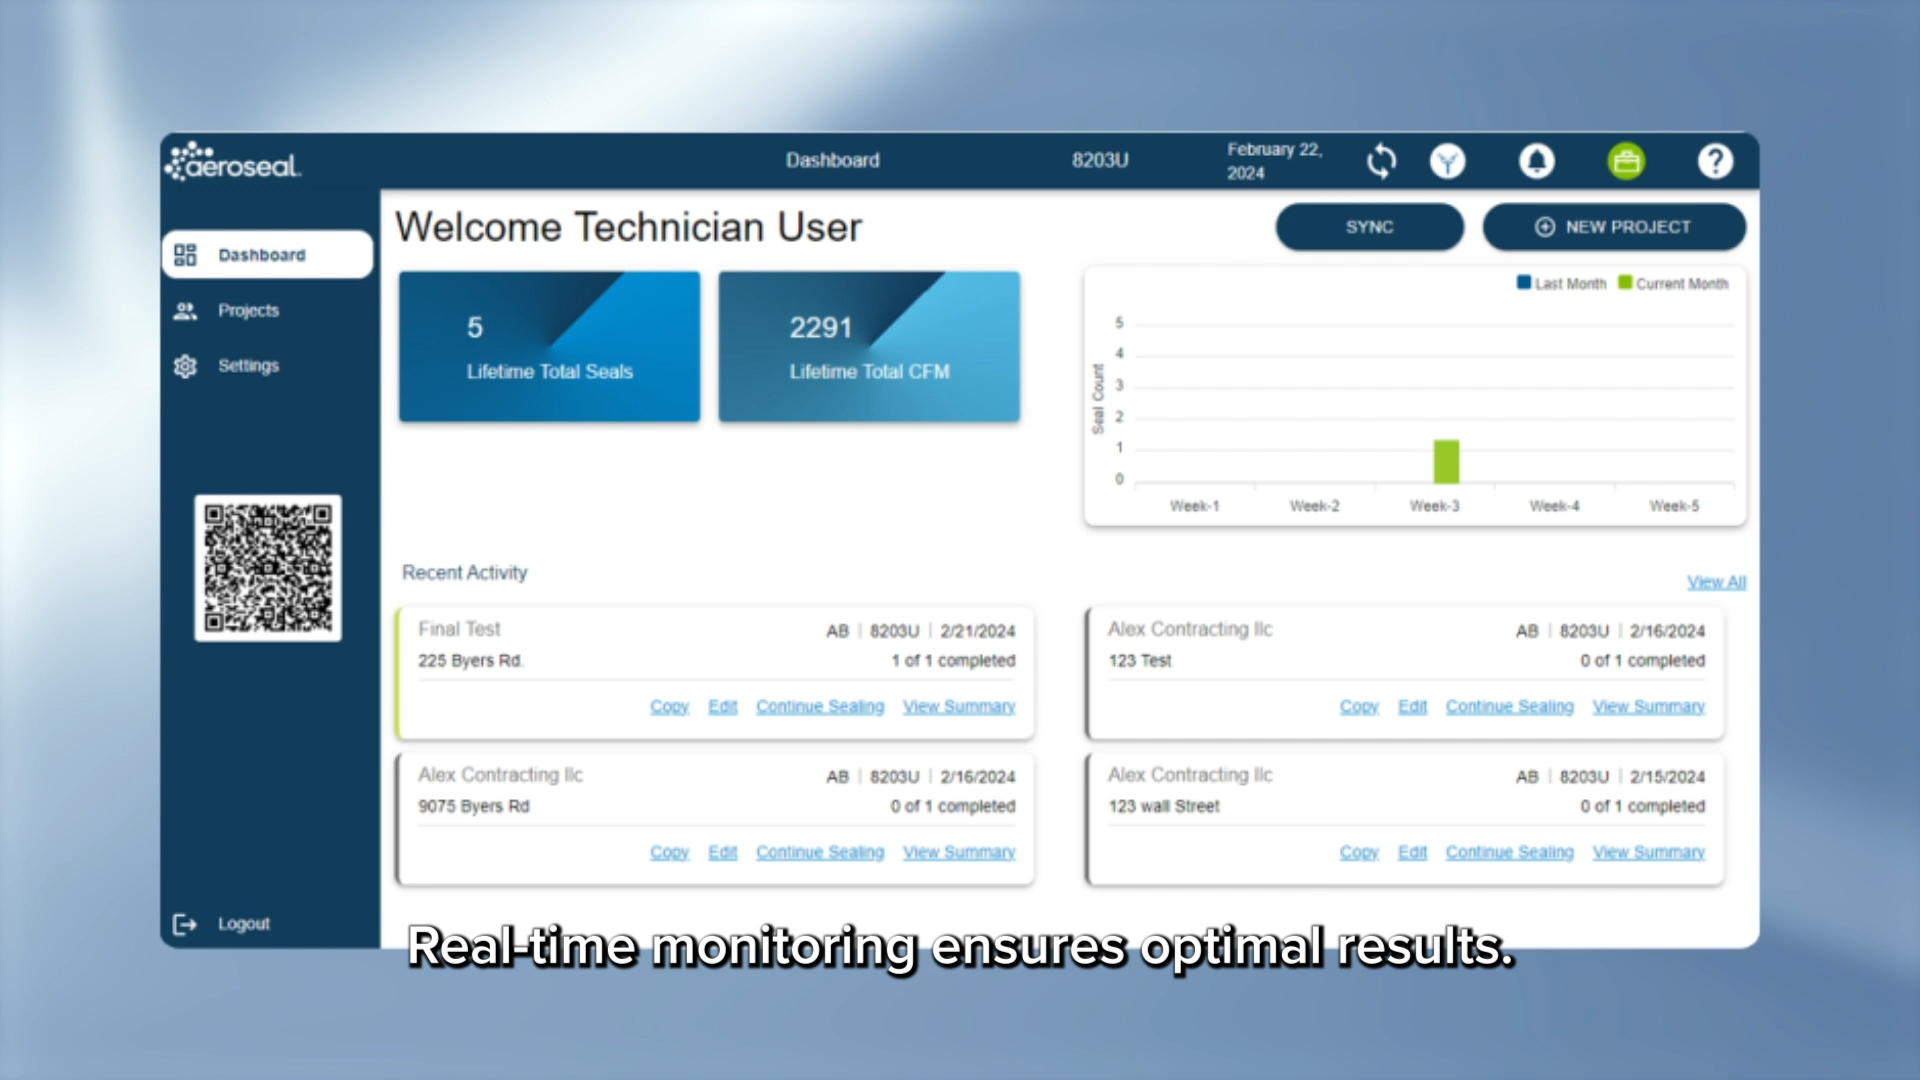 aeroseal.
Dashboard
8203U
February 22,
2024
Dashboard
Projects
Settings
Logout
Welcome Technician User
SYNC
NEW PROJECT
5
Lifetime Total Seals
2291
Lifetime Total CFM
Last Month
Current Month
Seal Count
5
4
3
2
1
0
Week-1
Week-2
Week-3
Week-4
Week-5
Recent Activity
View All
Final Test
AB | 8203U | 2/21/2024
225 Byers Rd.
1 of 1 completed
Copy Edit Continue Sealing View Summary
Alex Contracting llc
AB | 8203U | 2/16/2024
123 Test
0 of 1 completed
Copy Edit Continue Sealing View Summary
Alex Contracting llc
AB | 8203U | 2/16/2024
9075 Byers Rd
0 of 1 completed
Copy Edit Continue Sealing View Summary
Alex Contracting llc
AB | 8203U | 2/15/2024
123 wall Street
0 of 1 completed
Copy Edit Continue Sealing View Summary
Real-time monitoring ensures optimal results.